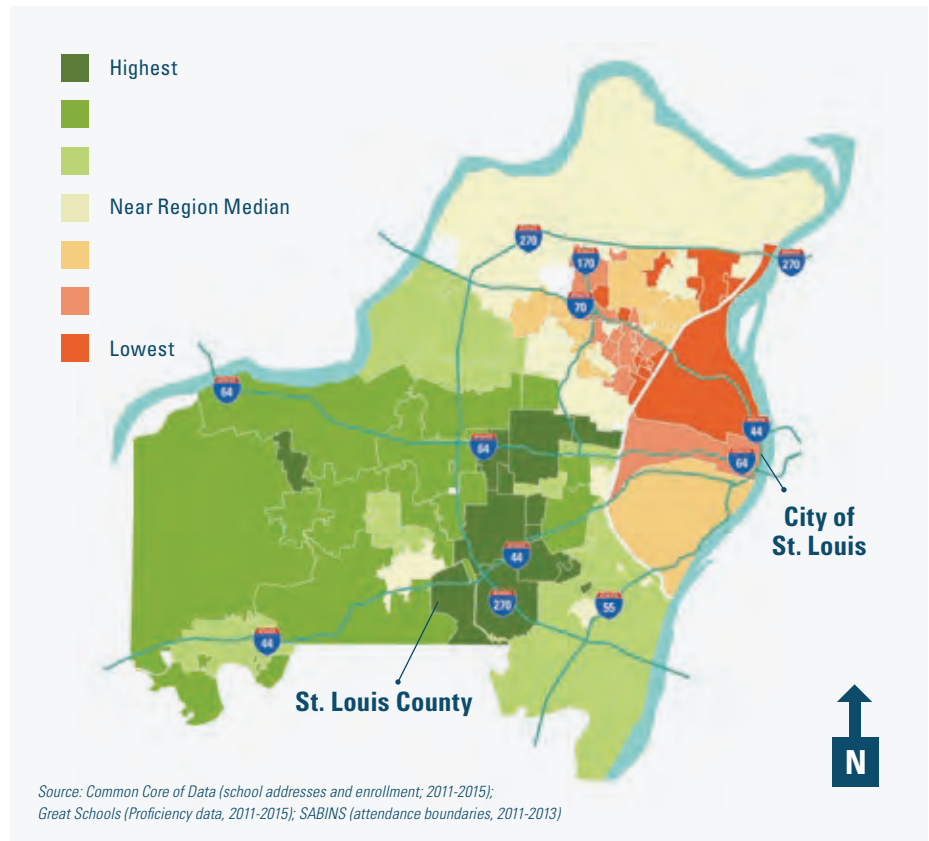 Highest
Near Region Median
Lowest
270
170
270
70
64
44
64
64
City of
St. Louis
44
270
55
44
St. Louis County
N
Source: Common Core of Data (school addresses and enrollment; 2011-2015);
Great Schools (Proficiency data, 2011-2015); SABINS (attendance boundaries, 2011-2013)